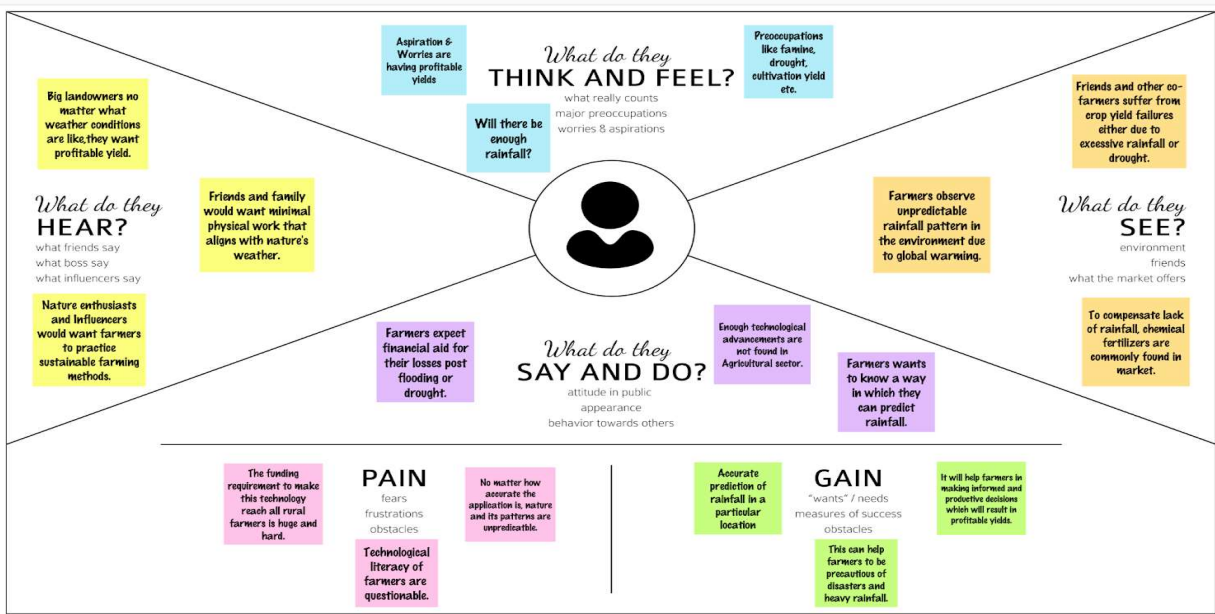 Aspiration &
Worries are
having profitable
yields
What do they
THINK AND FEEL?
what really counts
major preoccupations
worries & aspirations
Preoccupations
like famine,
drought,
cultivation yield
etc.
Will there be
enough
rainfall?
Big landowners no
matter what
weather conditions
are like,they want
profitable yield.
What do they
HEAR?
what friends say
what boss say
what influencers say
Friends and family
would want minimal
physical work that
aligns with nature's
weather.
Nature enthusiasts
and Influencers
would want farmers
to practice
sustainable farming
methods.
Friends and other co-
farmers suffer from
crop yield failures
either due to
excessive rainfall or
drought.
Farmers observe
unpredictable
rainfall pattern in
the environment due
to global warming.
What do they
SEE?
environment
friends
what the market offers
To compensate lack
of rainfall, chemical
fertilizers are
commonly found in
market.
Farmers expect
financial aid for
their losses post
flooding or
drought.
What do they
SAY AND DO?
attitude in public
appearance
behavior towards others
Enough technological
advancements are
not found in
Agricultural sector.
Farmers wants
to know a way
in which they
can predict
rainfall.
The funding
requirement to make
this technology
reach all rural
farmers is huge and
hard.
PAIN
fears
frustrations
obstacles
No matter how
accurate the
application is, nature
and its patterns are
unpredicatble.
Technological
literacy of
farmers are
questionable.
Accurate
prediction of
rainfall in a
particular
location
GAIN
"wants" / needs
measures of success
obstacles
It will help farmers in
making informed and
productive decisions
which will result in
profitable yields.
This can help
farmers to be
precautious of
disasters and
heavy rainfall.